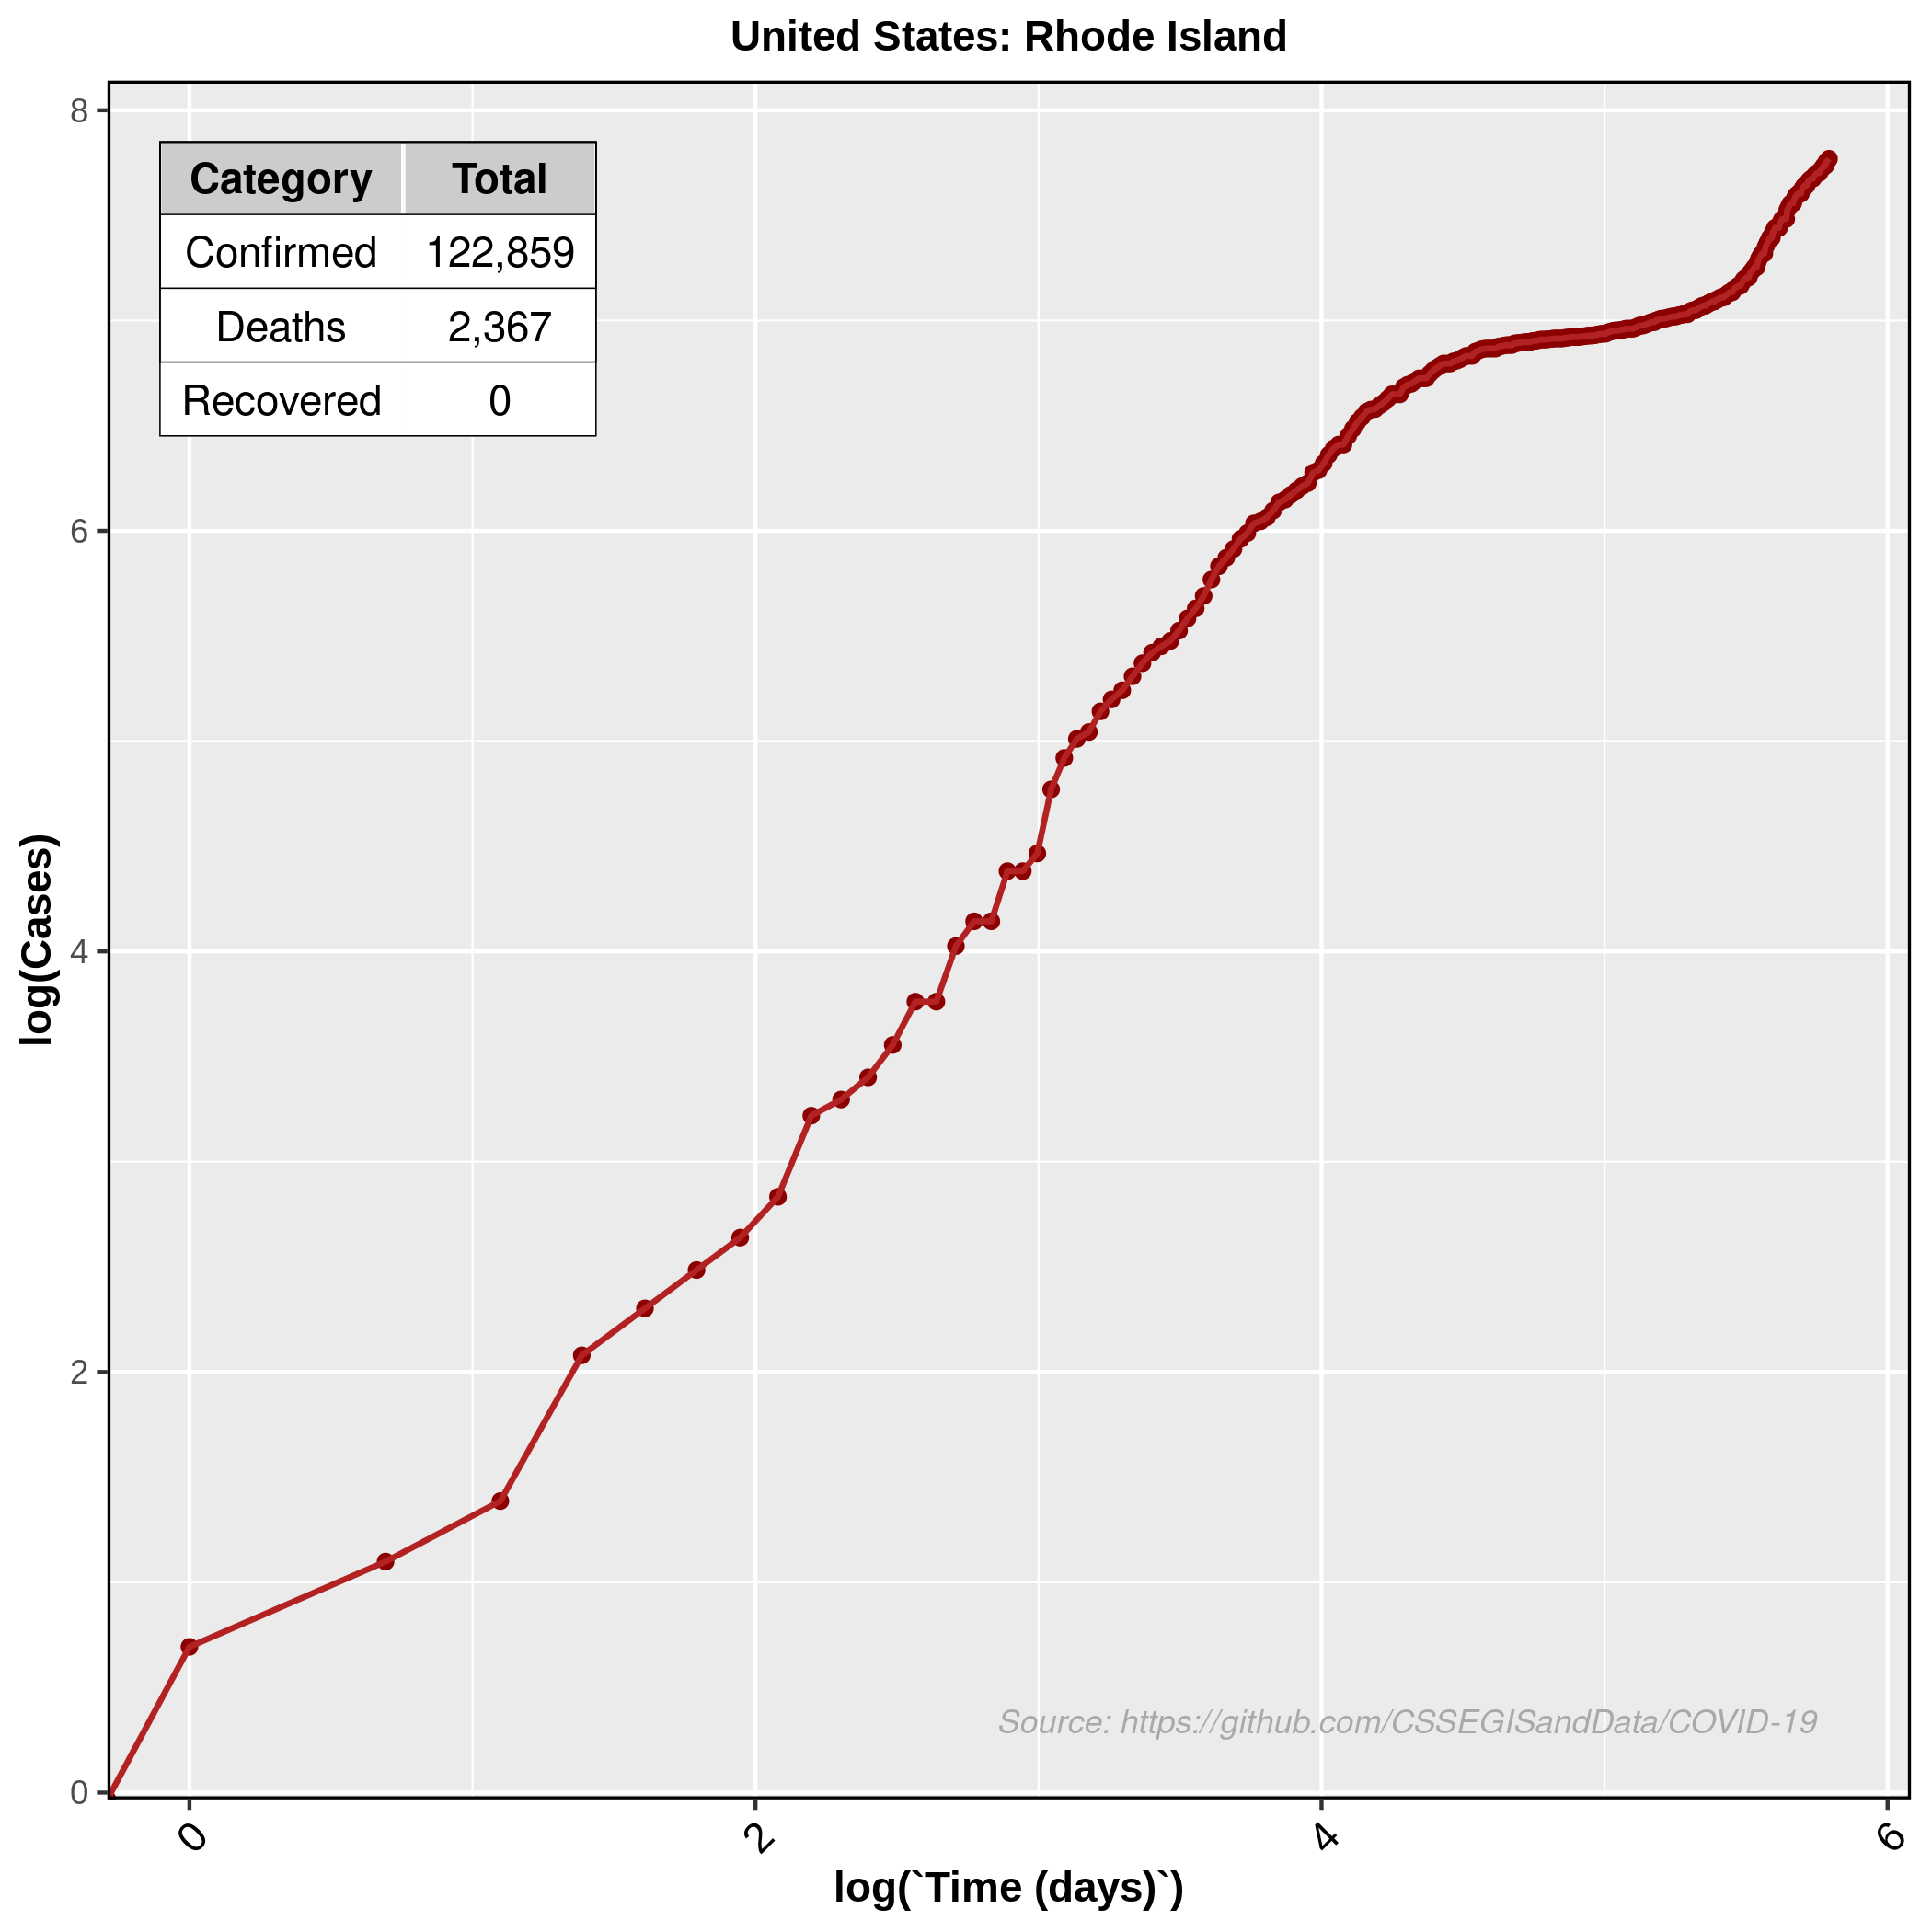 United States: Rhode Island
8
Category Total
Confirmed 122,859
Deaths 2,367
Recovered 0
6
4
2
0
log(Cases)
Source: https://github.com/CSSEGISandData/COVID-19
0 2 4 6
log(`Time (days)`)